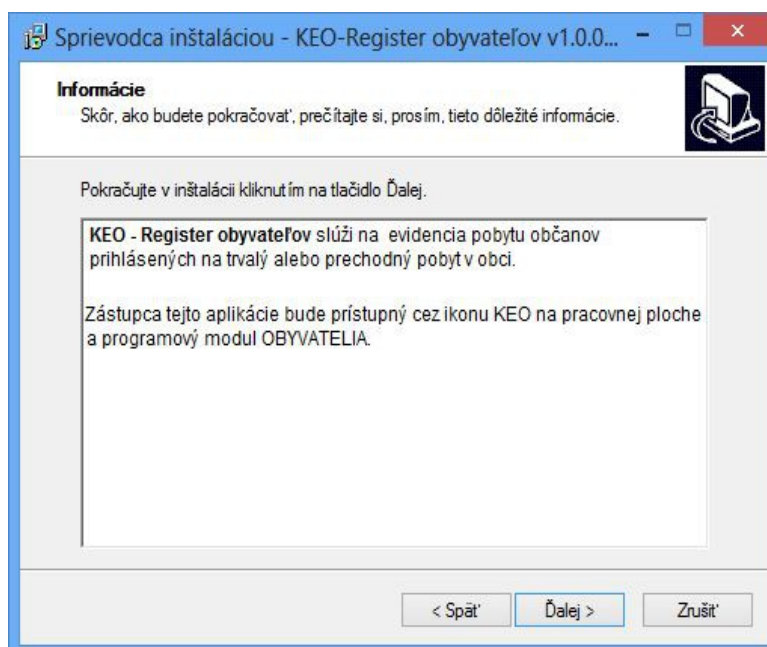 Sprievodca inštaláciou - KEO-Register obyvateľov v1.0.0...
Informácie
Skôr, ako budete pokračovať, prečítajte si, prosím, tieto dôležité informácie.
Pokračujte v inštalácii kliknutím na tlačidlo Ďalej.
KEO - Register obyvateľov slúži na evidencia pobytu občanov
prihlásených na trvalý alebo prechodný pobyt v obci.
Zástupca tejto aplikácie bude prístupný cez ikonu KEO na pracovnej ploche
a programový modul OBYVATELIA.
< Späť
Ďalej >
Zrušiť